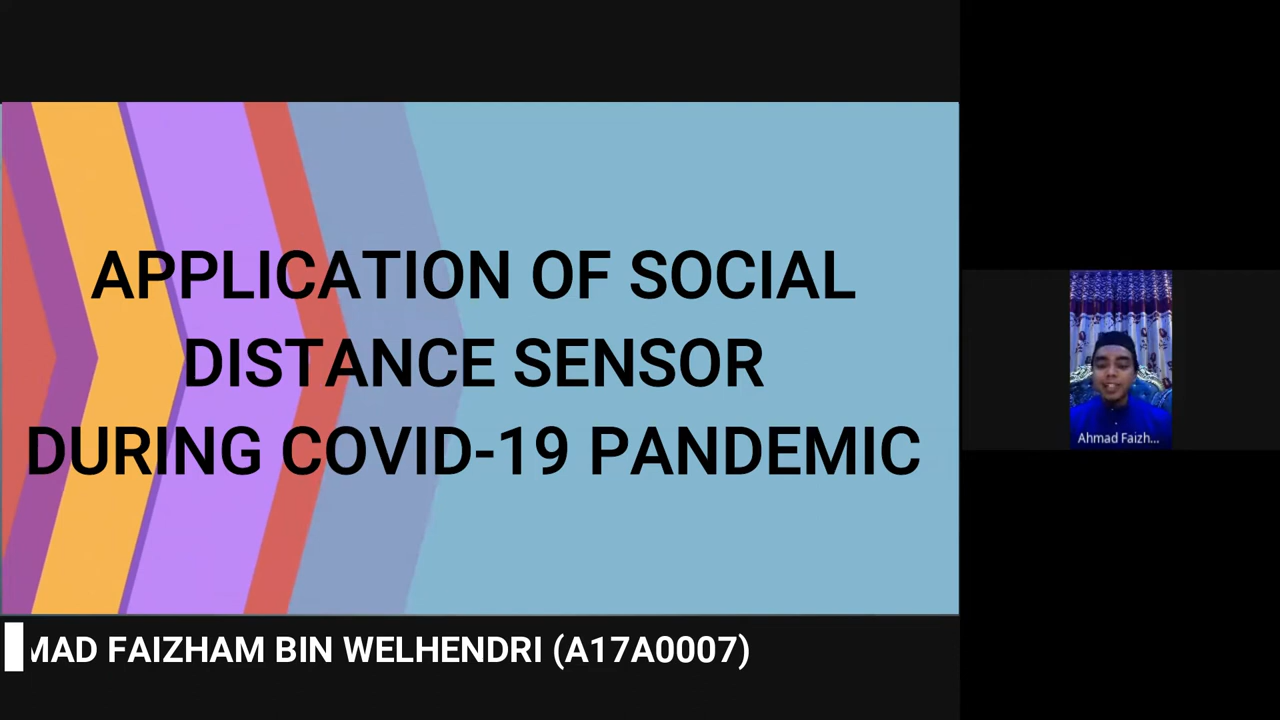 APPLICATION OF SOCIAL
DISTANCE SENSOR
DURING COVID-19 PANDEMIC
Ahmad Faizh...
MAD FAIZHAM BIN WELHENDRI (A17A0007)